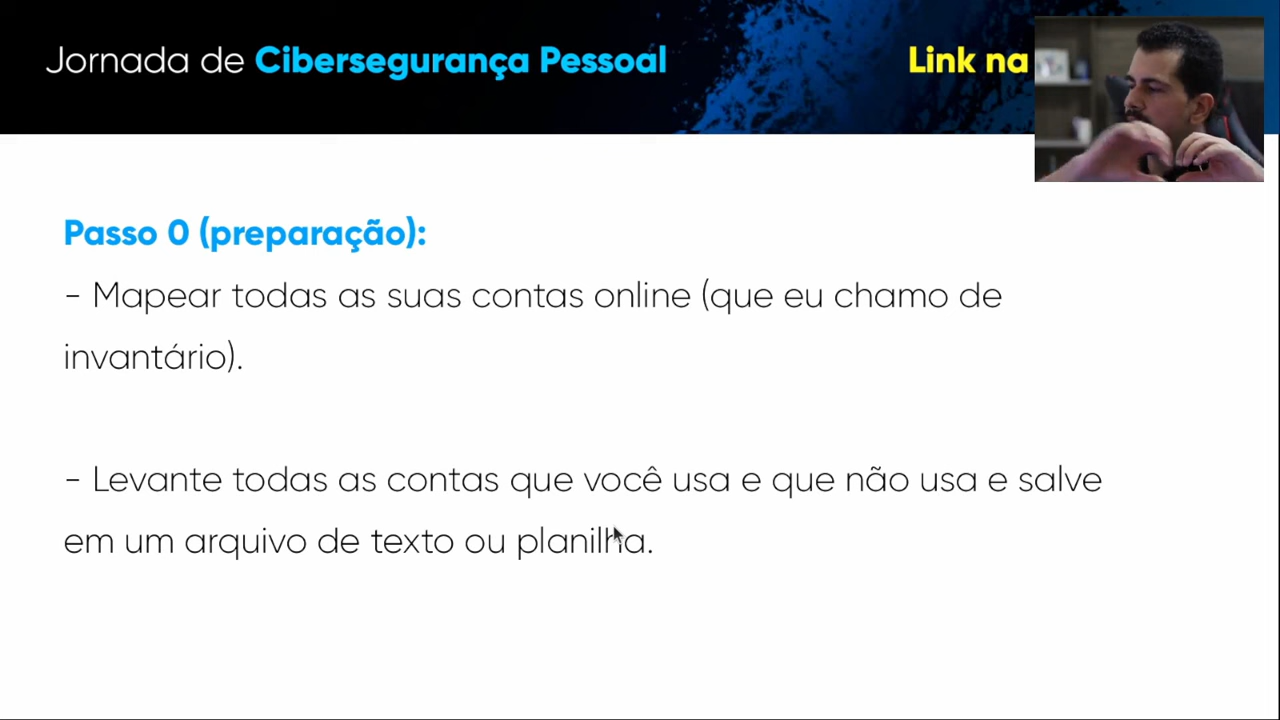 Jornada de Cibersegurança Pessoal
Link na
Passo 0 (preparação):
- Mapear todas as suas contas online (que eu chamo de
invantário).
- Levante todas as contas que você usa e que não usa e salve
em um arquivo de texto ou planilha.